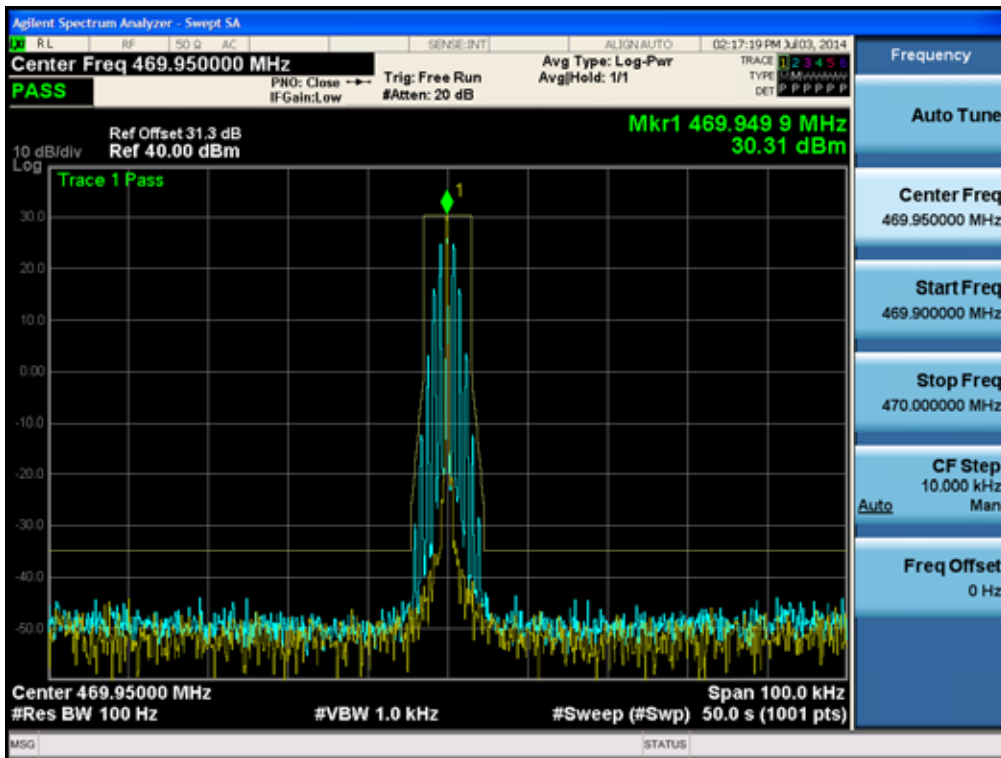 Agilent Spectrum Analyzer - Swept SA
RL RF 50 Ω AC SENSE:INT ALIGN AUTO 02:17:19 PM Jul 03, 2014
Center Freq 469.950000 MHz
PASS
PNO: Close
IFGain:Low
Trig: Free Run
#Atten: 20 dB
Avg Type: Log-Pwr
Avg|Hold: 1/1
TRACE 1 2 3 4 5 6
TYPE M M W W W W
DET P P P P P P
Ref Offset 31.3 dB
10 dB/div Ref 40.00 dBm
Log
Mkr1 469.949 9 MHz
30.31 dBm
Trace 1 Pass
1
30.0
20.0
10.0
0.00
-10.0
-20.0
-30.0
-40.0
-50.0
Center 469.95000 MHz Span 100.0 kHz
#Res BW 100 Hz #VBW 1.0 kHz #Sweep (#Swp) 50.0 s (1001 pts)
MSG STATUS
Frequency
Auto Tune
Center Freq
469.950000 MHz
Start Freq
469.900000 MHz
Stop Freq
470.000000 MHz
CF Step
10.000 kHz
Auto Man
Freq Offset
0 Hz